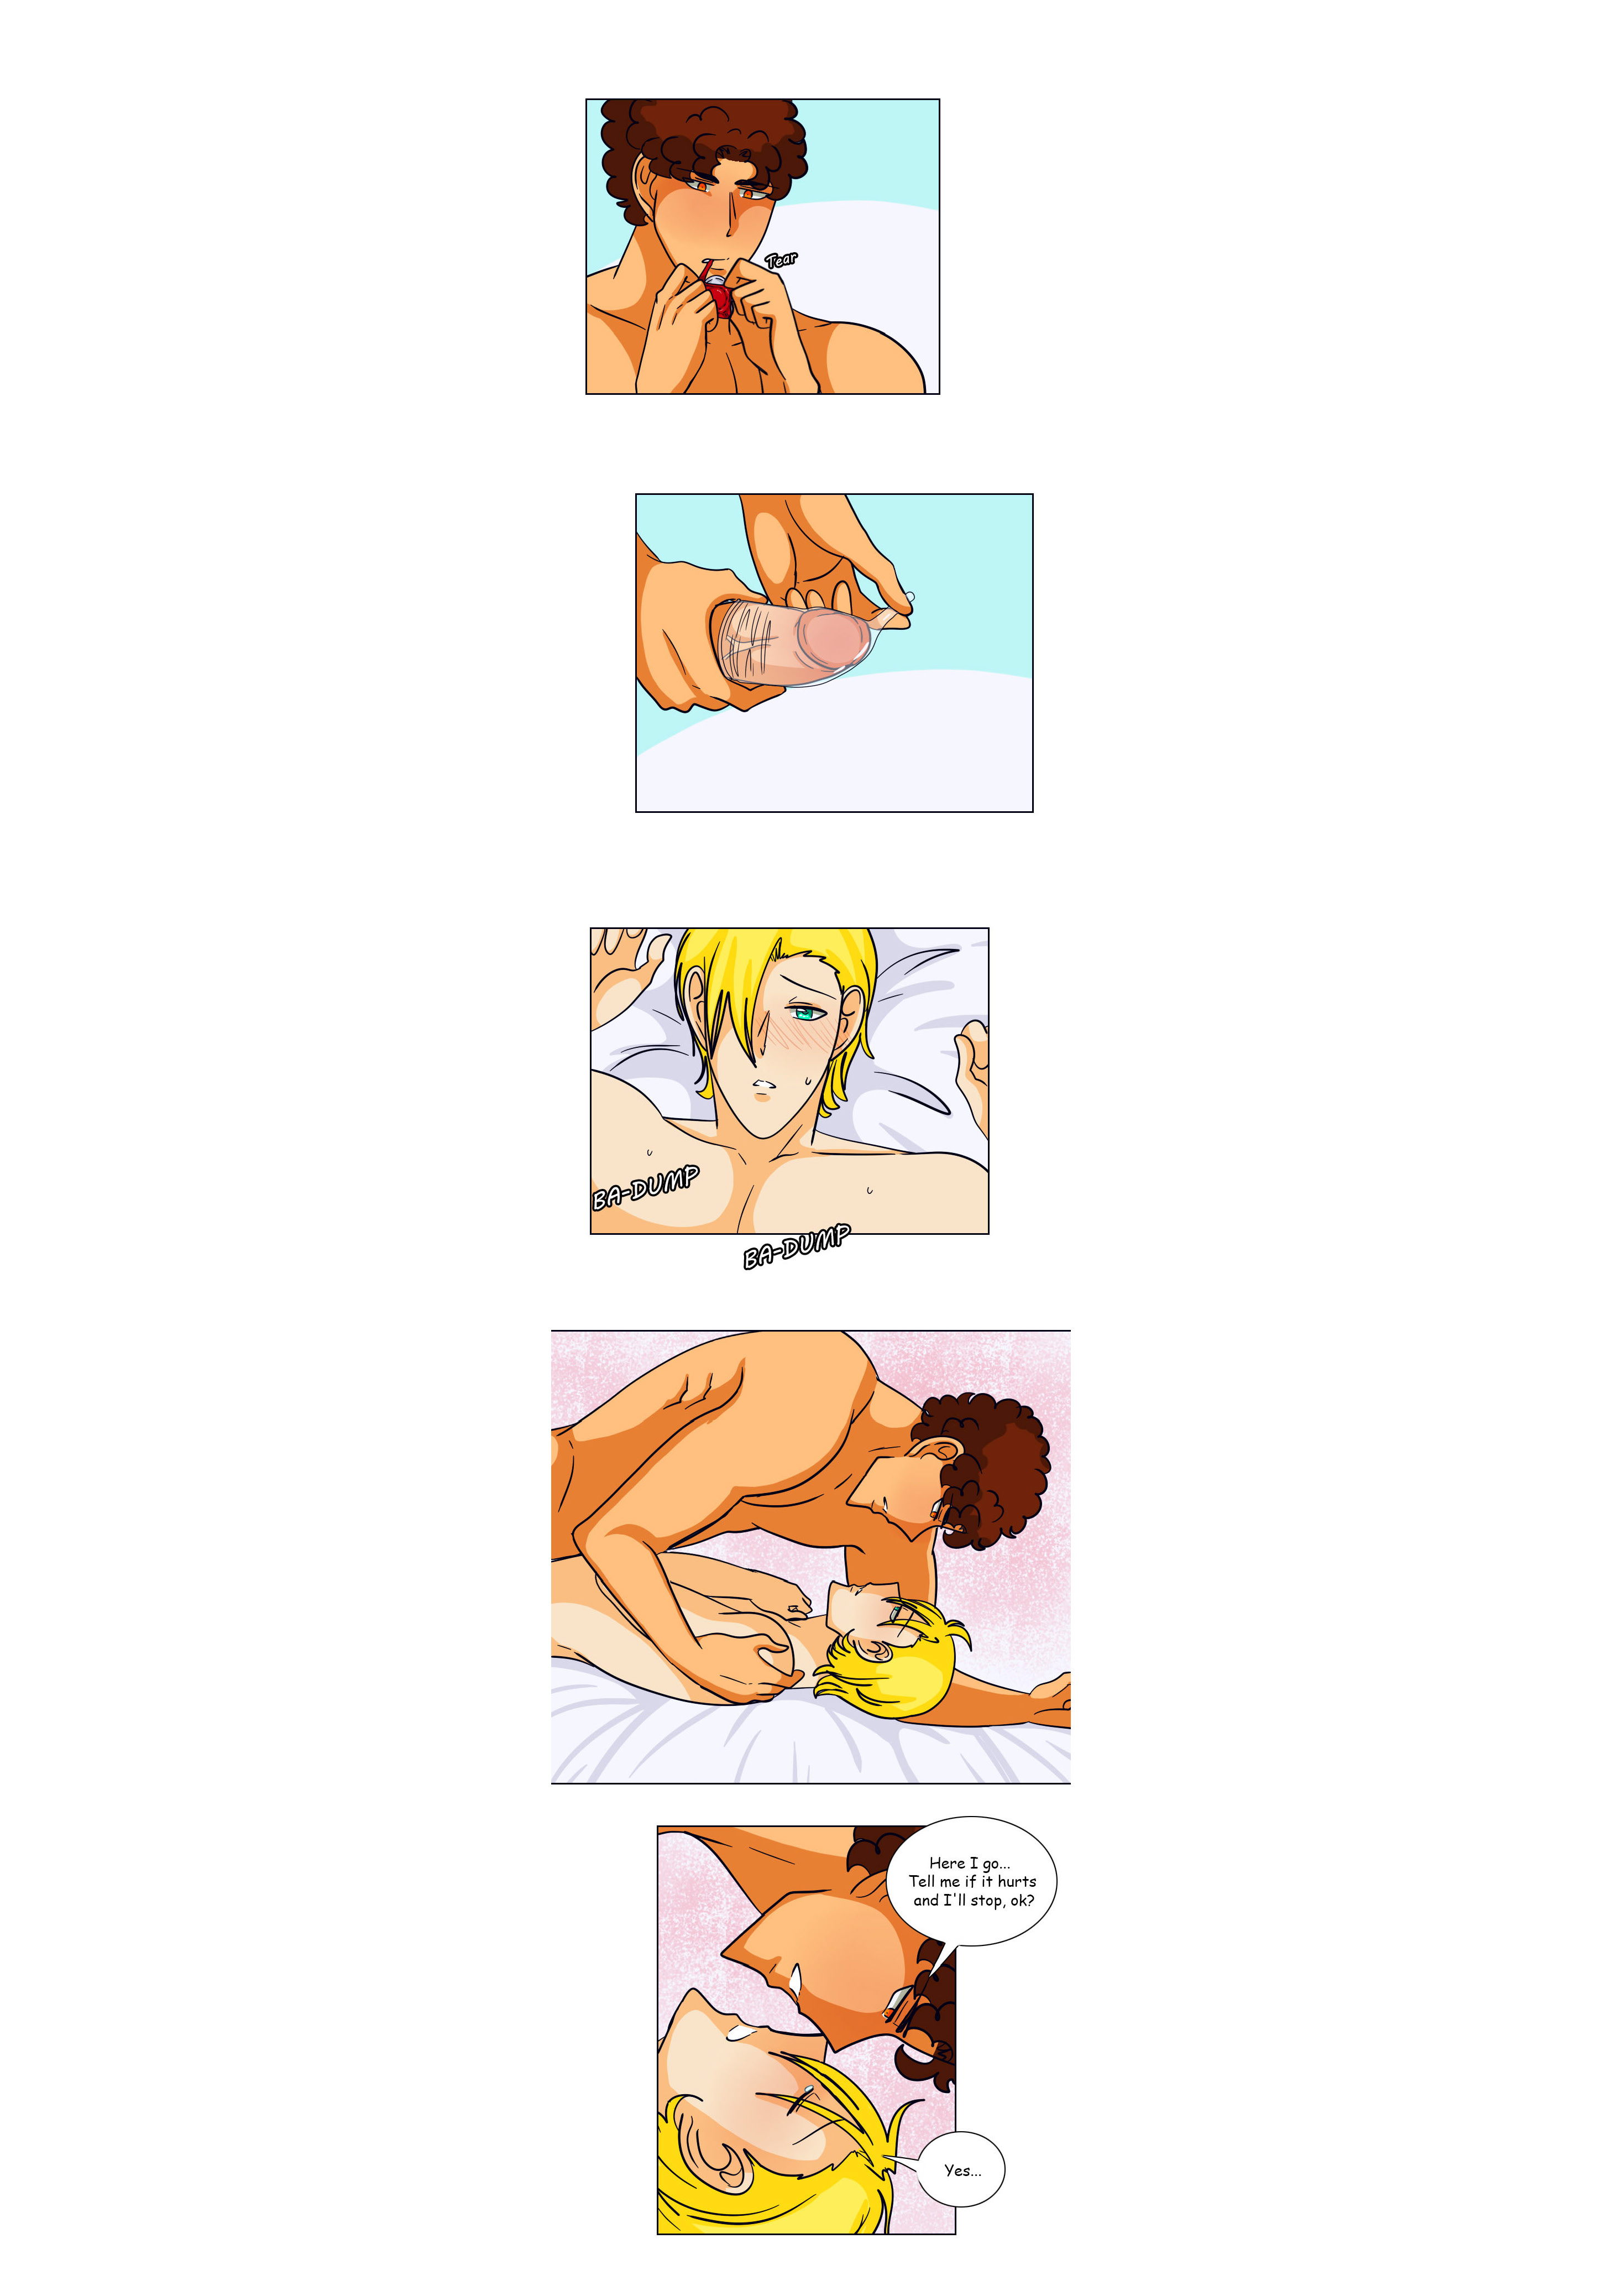 Tear
BA-DUMP
BA-DUMP
Here I go...
Tell me if it hurts
and I'll stop, ok?
Yes...